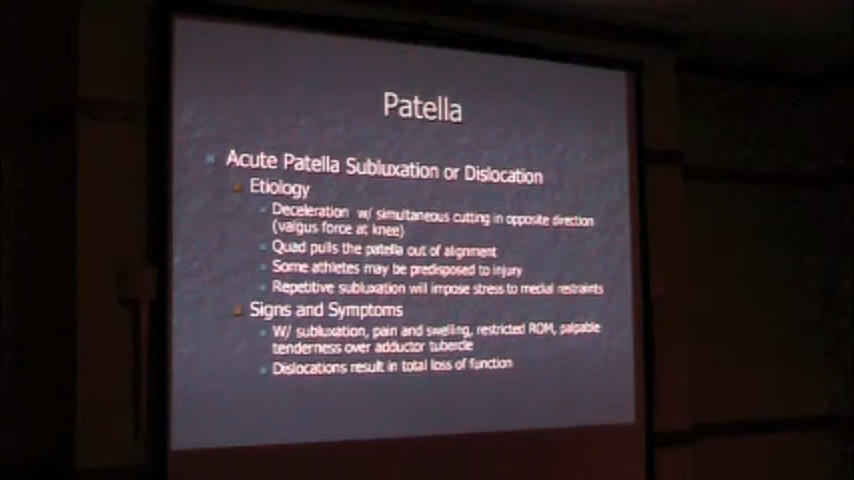 Patella
Acute Patella Subluxation or Dislocation
Etiology
Deceleration w/ simultaneous cutting in opposite direction
(valgus force at knee)
Quad pulls the patella out of alignment
Some athletes may be predisposed to injury
Repetitive subluxation will impose stress to medial restraints
Signs and Symptoms
W/ subluxation, pain and swelling, restricted ROM, palpable
tenderness over adductor tubercle
Dislocations result in total loss of function